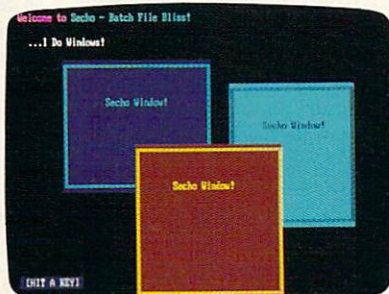 Welcome to Secho - Batch File Bliss!
...I Do Windows!
Secho Window!
Secho Window!
Secho Window!
[HIT A KEY]